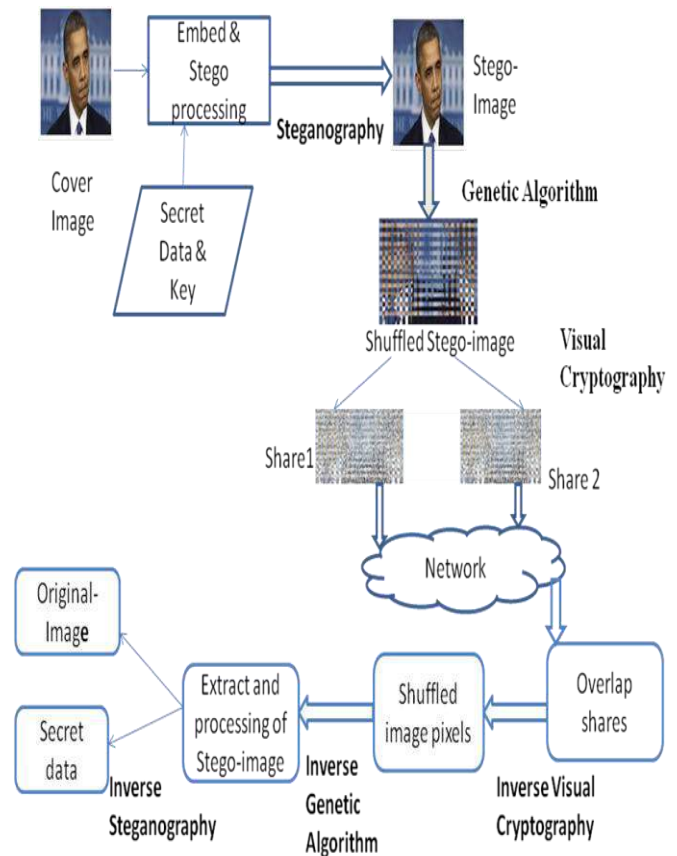 Embed &
Stego
processing
Stego-
Image
Steganography
Cover
Image
Secret
Data &
Key
Genetic Algorithm
Shuffled Stego-image
Visual
Cryptography
Share1
Share 2
Network
Original-
Image
Secret
data
Extract and
processing of
Stego-image
Shuffled
image pixels
Overlap
shares
Inverse
Steganography
Inverse
Genetic
Algorithm
Inverse Visual
Cryptography